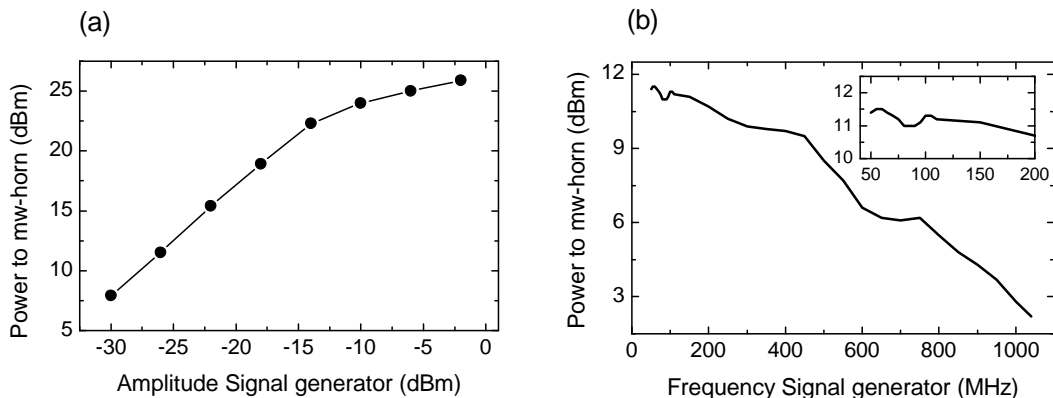 (a)
Power to mw-horn (dBm)
25
20
15
10
5
-30 -25 -20 -15 -10 -5 0
Amplitude Signal generator (dBm)
(b)
Power to mw-horn (dBm)
12
9
6
3
0 200 400 600 800 1000
Frequency Signal generator (MHz)
12
11
10
50 100 150 200